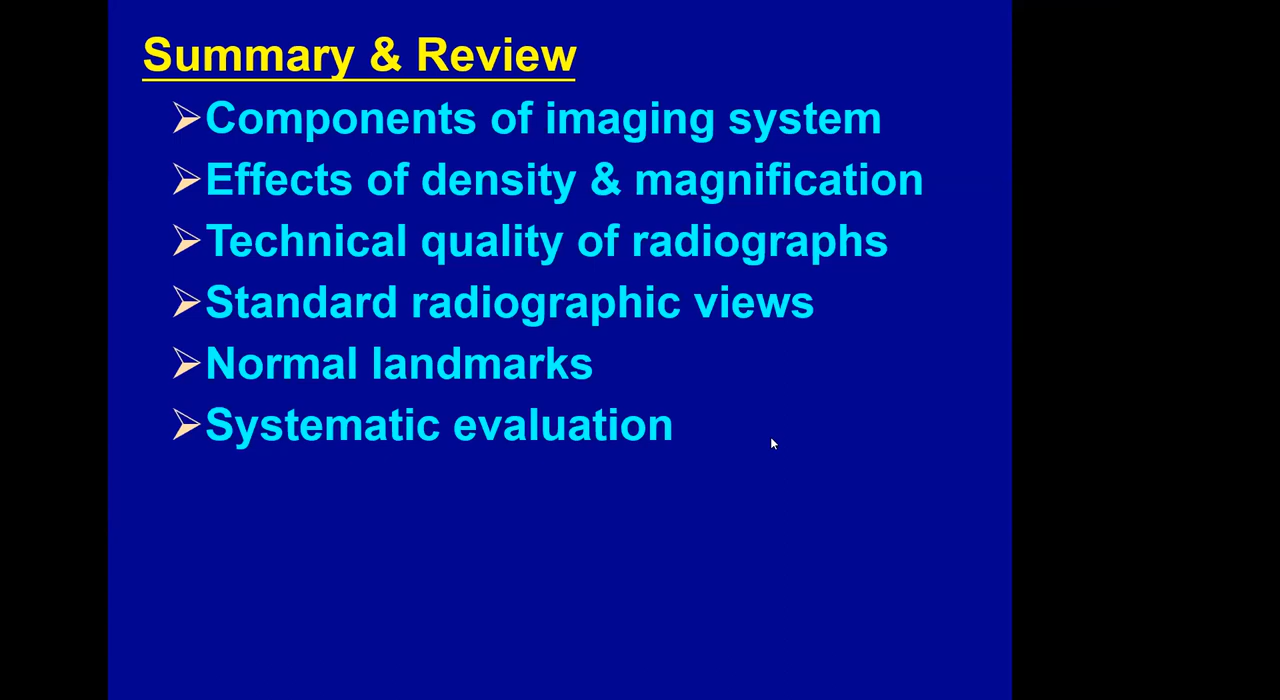 Summary & Review
➢Components of imaging system
➢Effects of density & magnification
➢Technical quality of radiographs
➢Standard radiographic views
➢Normal landmarks
➢Systematic evaluation